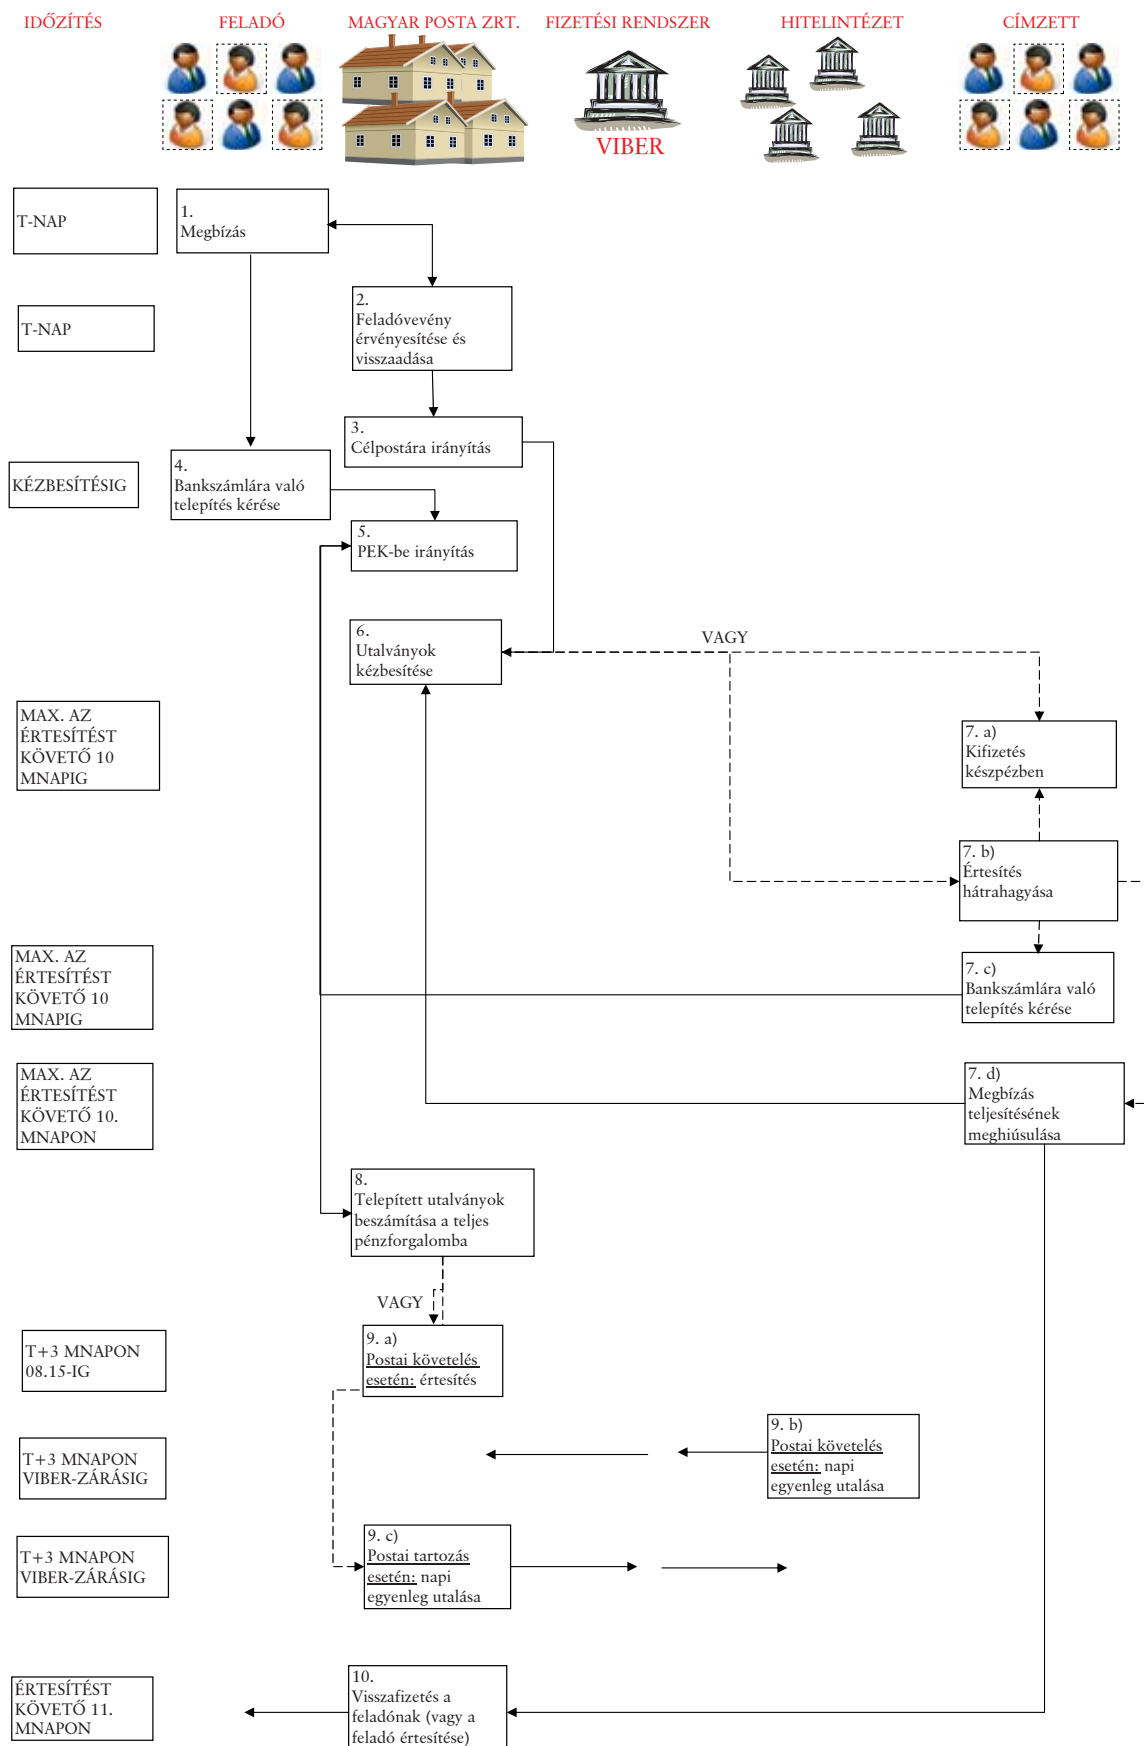 IDŐZÍTÉS
FELADÓ
MAGYAR POSTA ZRT.
FIZETÉSI RENDSZER
HITELINTÉZET
CÍMZETT
VIBER
T-NAP
1.
Megbízás
T-NAP
2.
Feladóvevény
érvényesítése és
visszaadása
3.
Célpostára irányítás
KÉZBESÍTÉSIG
4.
Bankszámlára való
telepítés kérése
5.
PEK-be irányítás
6.
Utalványok
kézbesítése
VAGY
MAX. AZ
ÉRTESÍTÉST
KÖVETŐ 10
MNAPIG
7. a)
Kifizetés
készpézben
7. b)
Értesítés
hátrahagyása
MAX. AZ
ÉRTESÍTÉST
KÖVETŐ 10
MNAPIG
7. c)
Bankszámlára való
telepítés kérése
MAX. AZ
ÉRTESÍTÉST
KÖVETŐ 10.
MNAPON
7. d)
Megbízás
teljesítésének
meghiúsulása
8.
Telepített utalványok
beszámítása a teljes
pénzforgalomba
VAGY
T+3 MNAPON
08.15-IG
9. a)
Postai követelés
esetén: értesítés
T+3 MNAPON
VIBER-ZÁRÁSIG
9. b)
Postai követelés
esetén: napi
egyenleg utalása
T+3 MNAPON
VIBER-ZÁRÁSIG
9. c)
Postai tartozás
esetén: napi
egyenleg utalása
ÉRTESÍTÉST
KÖVETŐ 11.
MNAPON
10.
Visszafizetés a
feladónak (vagy a
feladó értesítése)